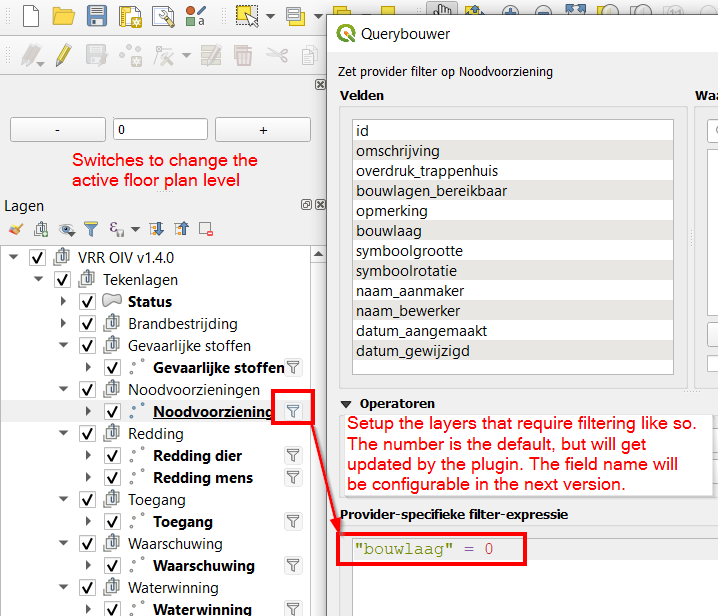 Querybouwer
Zet provider filter op Noodvoorziening
Velden
Waa
id
omschrijving
overdruk_trappenhuis
bouwlagen_bereikbaar
opmerking
bouwlaag
symboolgrootte
symboolrotatie
naam_aanmaker
naam_bewerker
datum_aangemaakt
datum_gewijzigd
Operatoren
Setup the layers that require filtering like so.
The number is the default, but will get
updated by the plugin. The field name will
be configurable in the next version.
Provider-specifieke filter-expressie
"bouwlaag" = 0
-
0
+
Switches to change the
active floor plan level
Lagen
VRR OIV v1.4.0
Tekenlagen
Status
Brandbestrijding
Gevaarlijke stoffen
Gevaarlijke stoffen
Noodvoorzieningen
Noodvoorziening
Redding
Redding dier
Redding mens
Toegang
Toegang
Waarschuwing
Waarschuwing
Waterwinning
Waterwinning